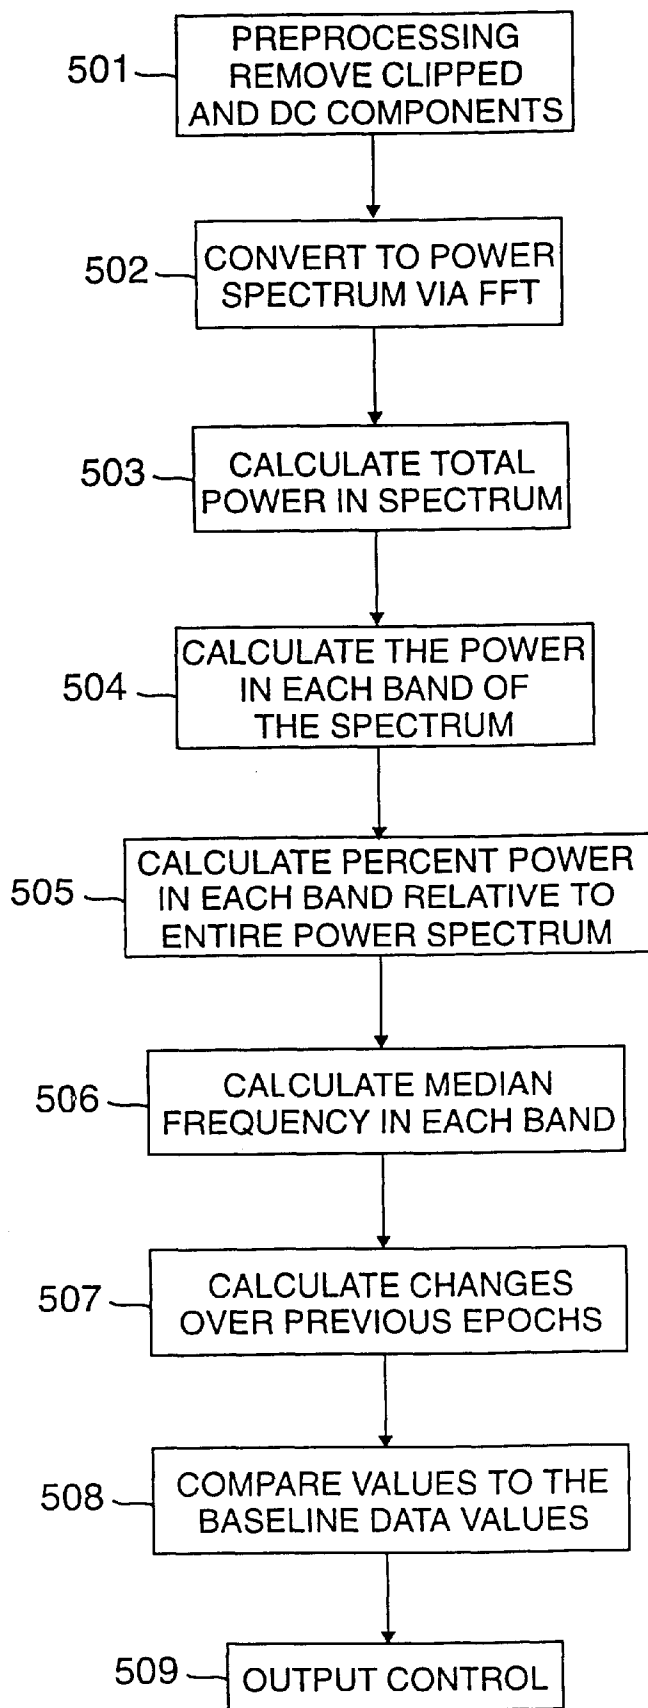 501
PREPROCESSING
REMOVE CLIPPED
AND DC COMPONENTS
502
CONVERT TO POWER
SPECTRUM VIA FFT
503
CALCULATE TOTAL
POWER IN SPECTRUM
504
CALCULATE THE POWER
IN EACH BAND OF
THE SPECTRUM
505
CALCULATE PERCENT POWER
IN EACH BAND RELATIVE TO
ENTIRE POWER SPECTRUM
506
CALCULATE MEDIAN
FREQUENCY IN EACH BAND
507
CALCULATE CHANGES
OVER PREVIOUS EPOCHS
508
COMPARE VALUES TO THE
BASELINE DATA VALUES
509
OUTPUT CONTROL